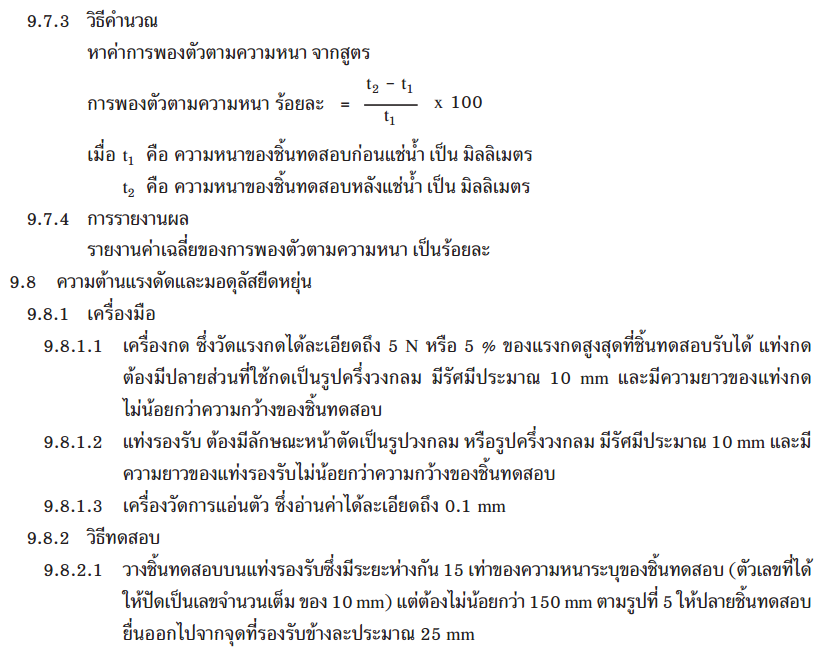 9.7.3 วิธีคำนวณ
หาค่าการพองตัวตามความหนา จากสูตร
การพองตัวตามความหนา ร้อยละ = (t₂ – t₁) / t₁ x 100
เมื่อ t₁ คือ ความหนาของชิ้นทดสอบก่อนแช่น้ำ เป็น มิลลิเมตร
t₂ คือ ความหนาของชิ้นทดสอบหลังแช่น้ำ เป็น มิลลิเมตร
9.7.4 การรายงานผล
รายงานค่าเฉลี่ยของการพองตัวตามความหนา เป็นร้อยละ
9.8 ความต้านแรงดัดและมอดุลัสยืดหยุ่น
9.8.1 เครื่องมือ
9.8.1.1 เครื่องกด ซึ่งวัดแรงกดได้ละเอียดถึง 5 N หรือ 5 % ของแรงกดสูงสุดที่ชิ้นทดสอบรับได้ แท่งกด
ต้องมีปลายส่วนที่ใช้กดเป็นรูปครึ่งวงกลม มีรัศมีประมาณ 10 mm และมีความยาวของแท่งกด
ไม่น้อยกว่าความกว้างของชิ้นทดสอบ
9.8.1.2 แท่งรองรับ ต้องมีลักษณะหน้าตัดเป็นรูปวงกลม หรือรูปครึ่งวงกลม มีรัศมีประมาณ 10 mm และมี
ความยาวของแท่งรองรับไม่น้อยกว่าความกว้างของชิ้นทดสอบ
9.8.1.3 เครื่องวัดการแอ่นตัว ซึ่งอ่านค่าได้ละเอียดถึง 0.1 mm
9.8.2 วิธีทดสอบ
9.8.2.1 วางชิ้นทดสอบบนแท่งรองรับซึ่งมีระยะห่างกัน 15 เท่าของความหนาระบุของชิ้นทดสอบ (ตัวเลขที่ได้
ให้ปัดเป็นเลขจำนวนเต็ม ของ 10 mm) แต่ต้องไม่น้อยกว่า 150 mm ตามรูปที่ 5 ให้ปลายชิ้นทดสอบ
ยื่นออกไปจากจุดที่รองรับข้างละประมาณ 25 mm